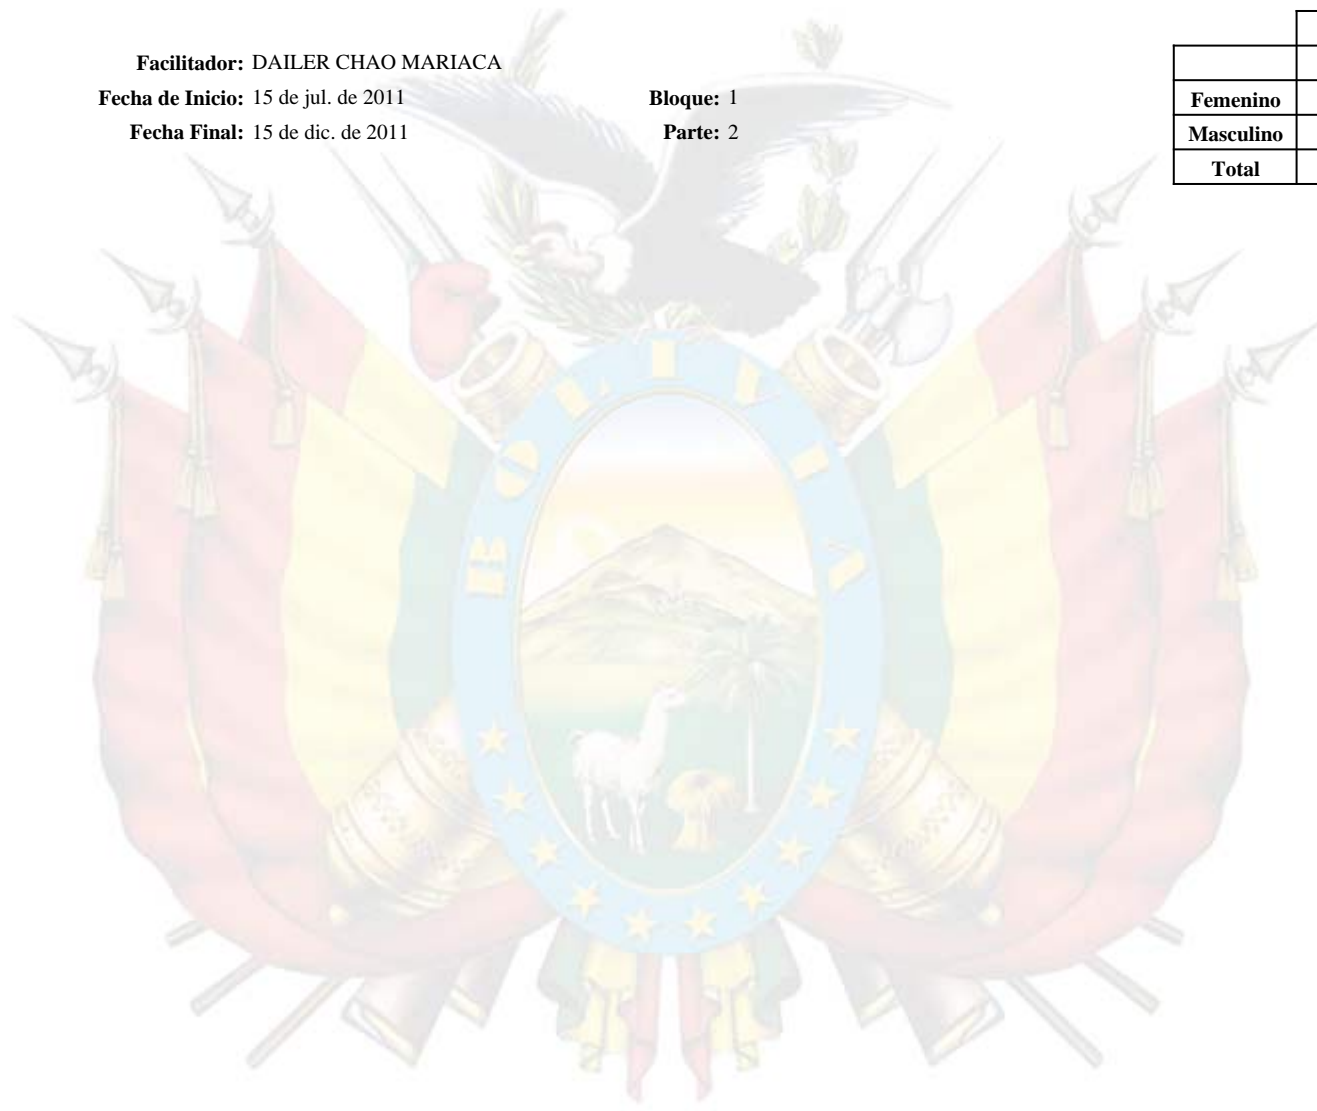 Facilitador: DAILER CHAO MARIACA
Fecha de Inicio: 15 de jul. de 2011 Bloque: 1
Fecha Final: 15 de dic. de 2011 Parte: 2
Femenino
Masculino
Total
BOLIVIA